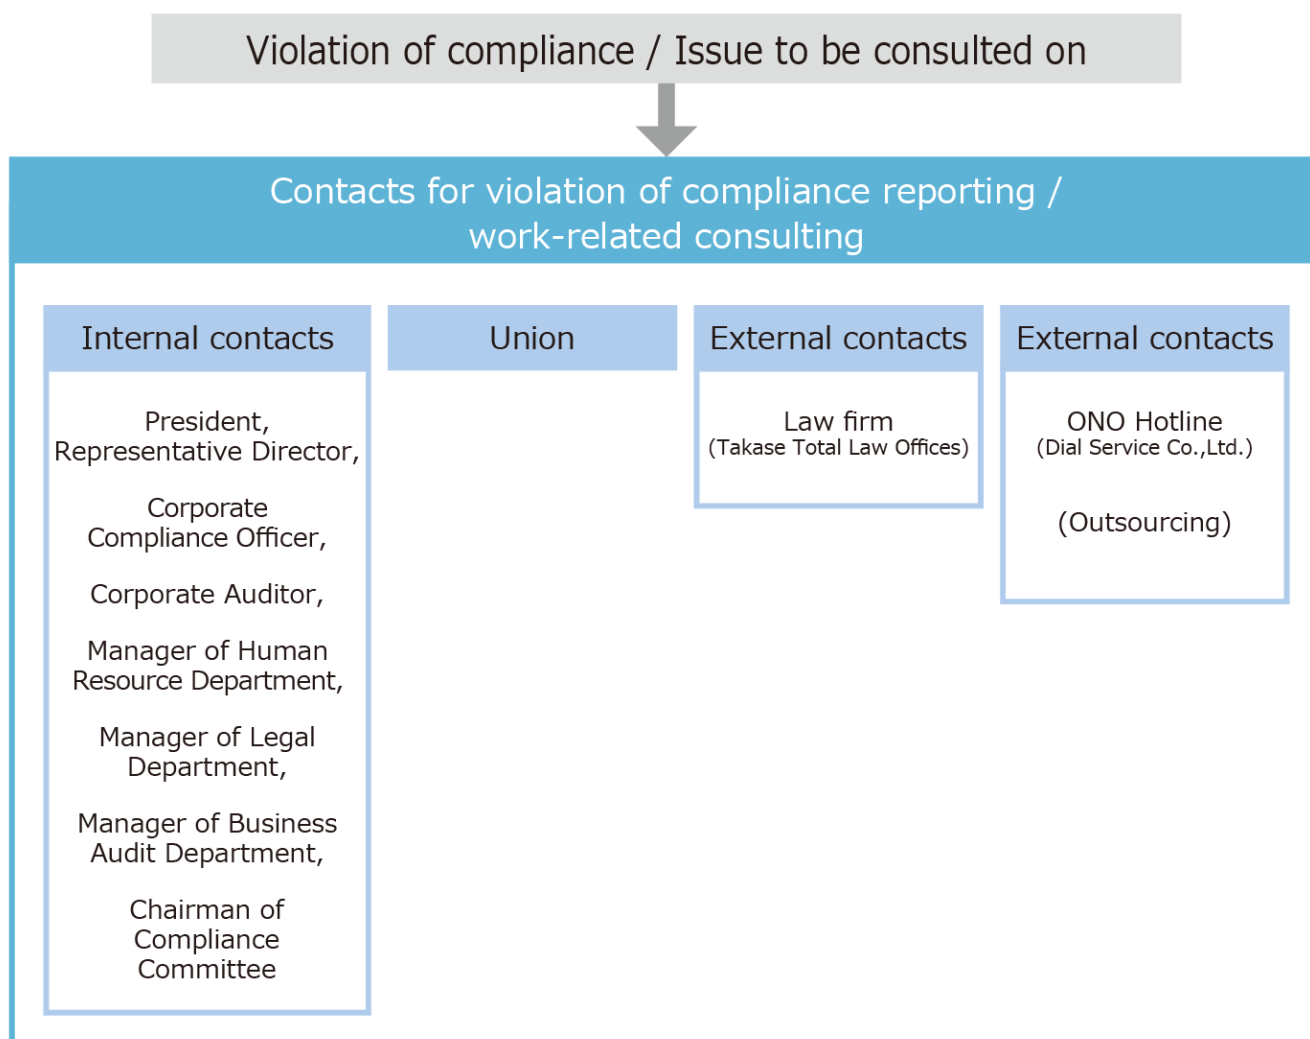 Violation of compliance / Issue to be consulted on
Contacts for violation of compliance reporting /
work-related consulting
Internal contacts
President,
Representative Director,
Corporate
Compliance Officer,
Corporate Auditor,
Manager of Human
Resource Department,
Manager of Legal
Department,
Manager of Business
Audit Department,
Chairman of
Compliance
Committee
Union
External contacts
Law firm
(Takase Total Law Offices)
External contacts
ONO Hotline
(Dial Service Co.,Ltd.)
(Outsourcing)